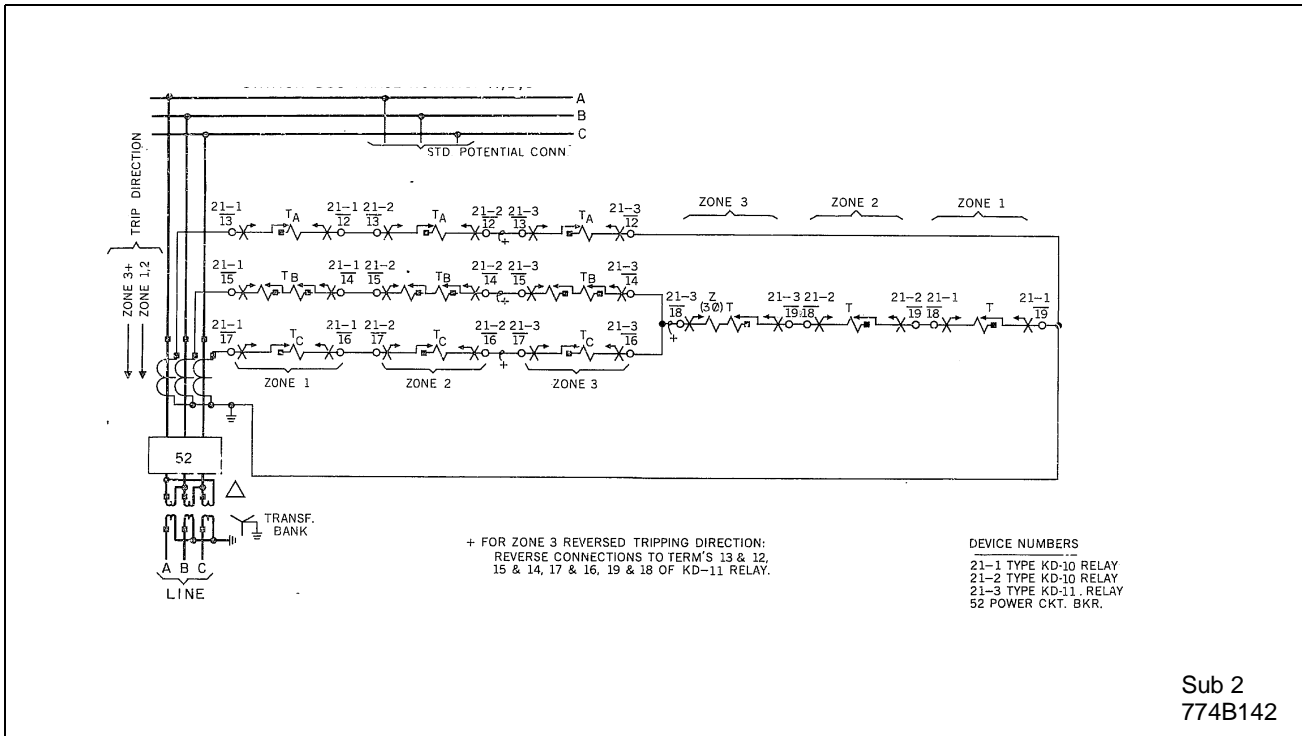 A
B
C
STD POTENTIAL CONN.
TRIP DIRECTION
ZONE 3+
ZONE 1,2
21-1 13 TA 21-1 12 21-2 13 TA 21-2 12 21-3 13 TA 21-3 12
+
ZONE 3 ZONE 2 ZONE 1
21-1 15 TB 21-1 14 21-2 15 TB 21-2 14 21-3 15 TB 21-3 14
+
21-3 18 Z (3Ø) T 21-3 19 21-2 18 T 21-2 19 21-1 18 T 21-1 19
+
21-1 17 TC 21-1 16 21-2 17 TC 21-2 16 21-3 17 TC 21-3 16
+
ZONE 1 ZONE 2 ZONE 3
52
TRANSF.
BANK
A B C
LINE
+ FOR ZONE 3 REVERSED TRIPPING DIRECTION:
REVERSE CONNECTIONS TO TERM'S 13 & 12,
15 & 14, 17 & 16, 19 & 18 OF KD-11 RELAY.
DEVICE NUMBERS
21-1 TYPE KD-10 RELAY
21-2 TYPE KD-10 RELAY
21-3 TYPE KD-11. RELAY
52 POWER CKT. BKR.
Sub 2
774B142